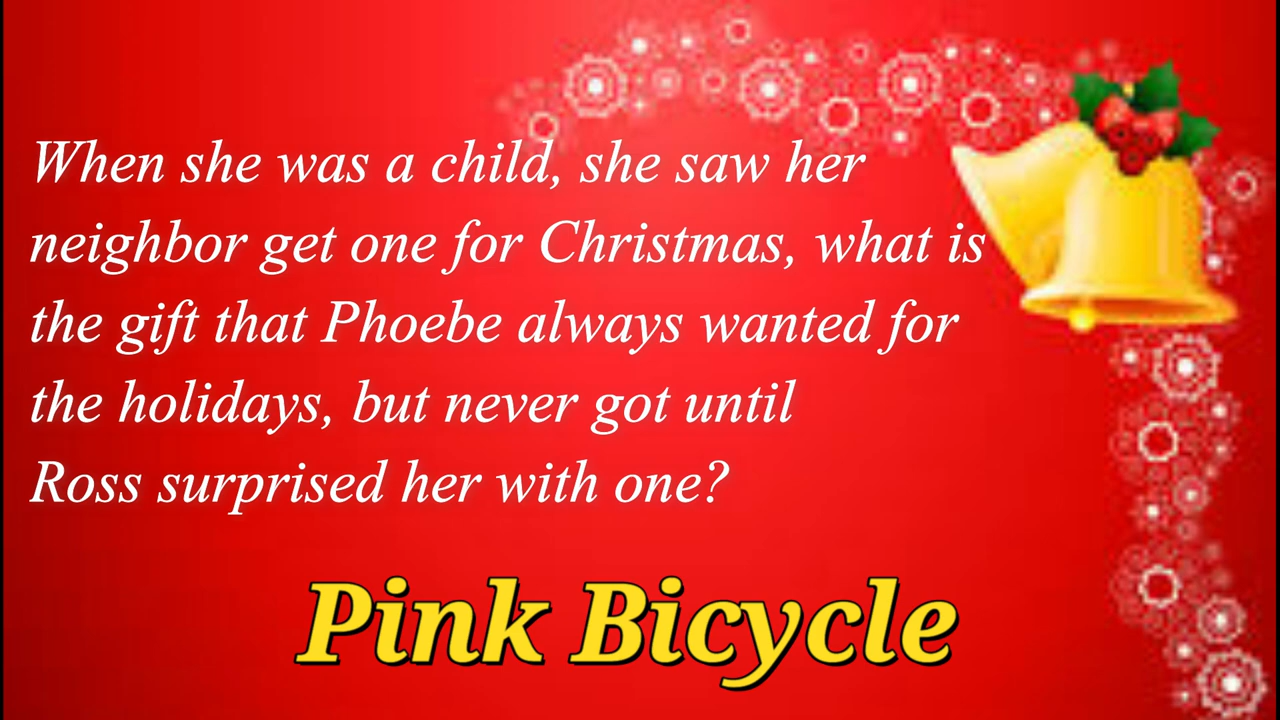 When she was a child, she saw her
neighbor get one for Christmas, what is
the gift that Phoebe always wanted for
the holidays, but never got until
Ross surprised her with one?
Pink Bicycle